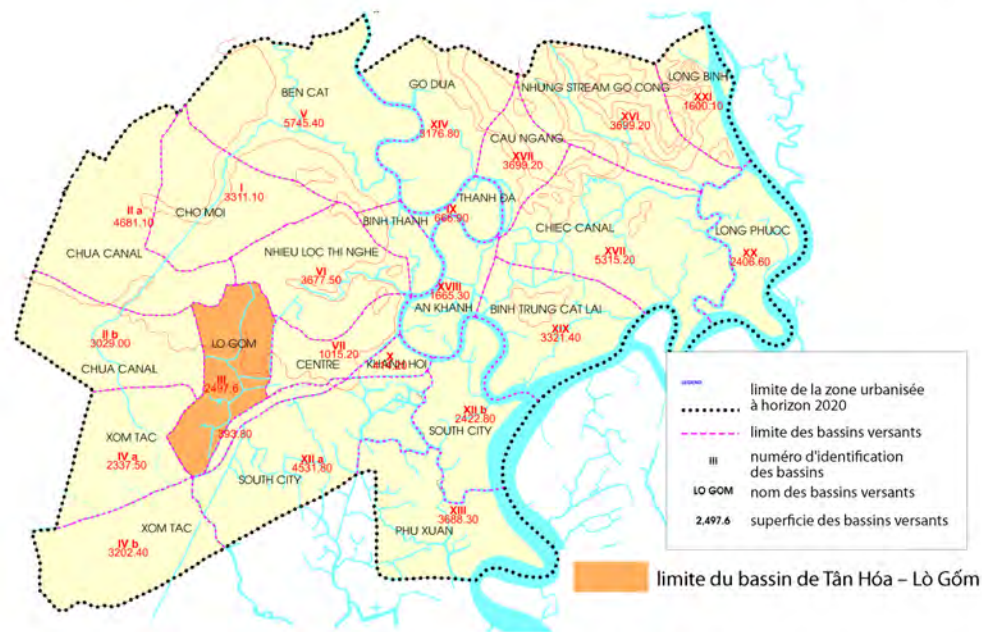 BEN CAT
V
5745.40
GO DUA
XIV
5176.80
NHUNG STREAM GO CONG
XVI
3699.20
LONG BINH
XXI
1600.10
CAU NGANG
XVII
3699.20
I
3311.10
CHO MOI
II a
4681.10
CHUA CANAL
BINH THANH
THANH DA
IX
666.90
NHIEU LOC THI NGHE
VI
3677.50
CHIEC CANAL
XVII
5315.20
LONG PHUOC
XX
2406.60
XVIII
1665.30
AN KHANH
BINH TRUNG CAT LAI
XIX
3321.40
II b
3029.00
CHUA CANAL
LO GOM
III
2497.6
VII
1015.20
CENTRE
X
KHANH HOI
XII b
2422.80
SOUTH CITY
393.80
XOM TAC
IV a
2337.50
XII a
4531.80
SOUTH CITY
XIII
3688.30
PHU XUAN
XOM TAC
IV b
3202.40
LEGEND
limite de la zone urbanisée
à horizon 2020
limite des bassins versants
III numéro d'identification
des bassins
LO GOM nom des bassins versants
2,497.6 superficie des bassins versants
limite du bassin de Tân Hóa – Lò Gốm